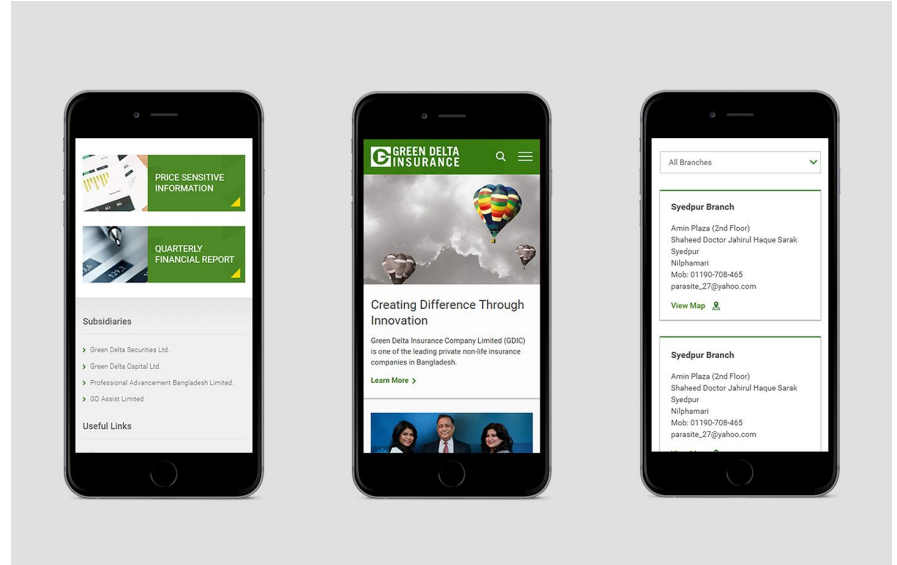 PRICE SENSITIVE
INFORMATION
QUARTERLY
FINANCIAL REPORT
Subsidiaries
Green Delta Securities Ltd.
Green Delta Capital Ltd.
Professional Advancement Bangladesh Limited.
GD Assist Limited
Useful Links
GREEN DELTA
INSURANCE
Creating Difference Through
Innovation
Green Delta Insurance Company Limited (GDIC)
is one of the leading private non-life insurance
companies in Bangladesh.
Learn More
All Branches
Syedpur Branch
Amin Plaza (2nd Floor)
Shaheed Doctor Jahirul Haque Sarak
Syedpur
Nilphamari
Mob: 01190-708-465
parasite_27@yahoo.com
View Map
Syedpur Branch
Amin Plaza (2nd Floor)
Shaheed Doctor Jahirul Haque Sarak
Syedpur
Nilphamari
Mob: 01190-708-465
parasite_27@yahoo.com